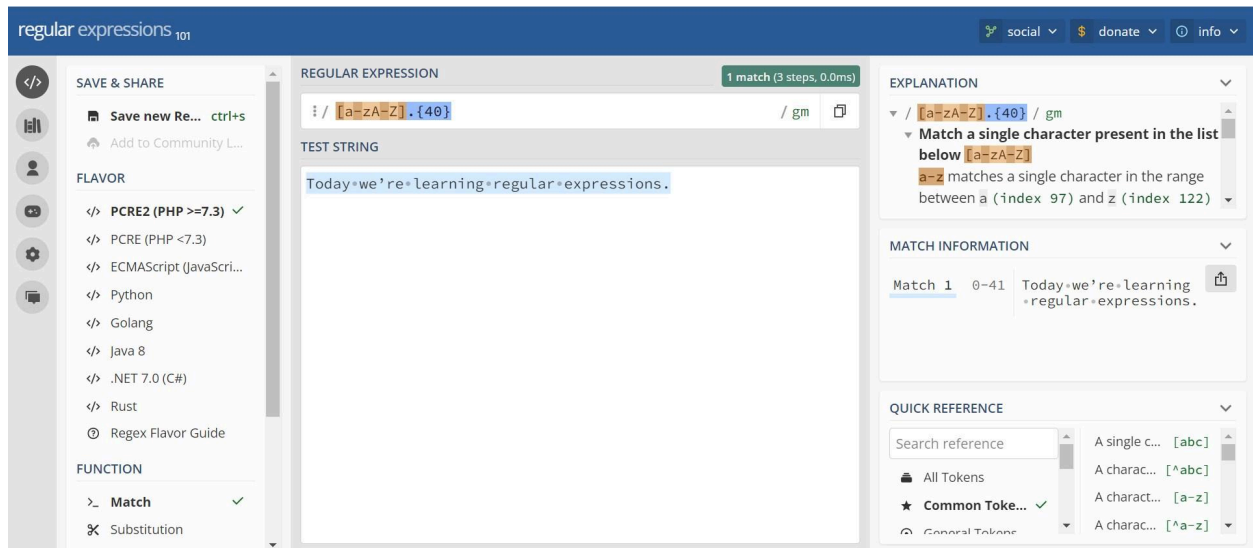 regular expressions 101
social
donate
info
SAVE & SHARE
Save new Re... ctrl+s
Add to Community L...
FLAVOR
</> PCRE2 (PHP >=7.3)
</> PCRE (PHP <7.3)
</> ECMAScript (JavaScri...
</> Python
</> Golang
</> Java 8
</> .NET 7.0 (C#)
</> Rust
Regex Flavor Guide
FUNCTION
>_ Match
Substitution
REGULAR EXPRESSION
1 match (3 steps, 0.0ms)
/ [a-zA-Z].{40} / gm
TEST STRING
Today•we’re•learning•regular•expressions.
EXPLANATION
/ [a-zA-Z].{40} / gm
Match a single character present in the list
below [a-zA-Z]
a-z matches a single character in the range
between a (index 97) and z (index 122)
MATCH INFORMATION
Match 1 0-41 Today•we’re•learning
•regular•expressions.
QUICK REFERENCE
Search reference
All Tokens
Common Toke...
General Tokens
A single c... [abc]
A charac... [^abc]
A charact... [a-z]
A charac... [^a-z]